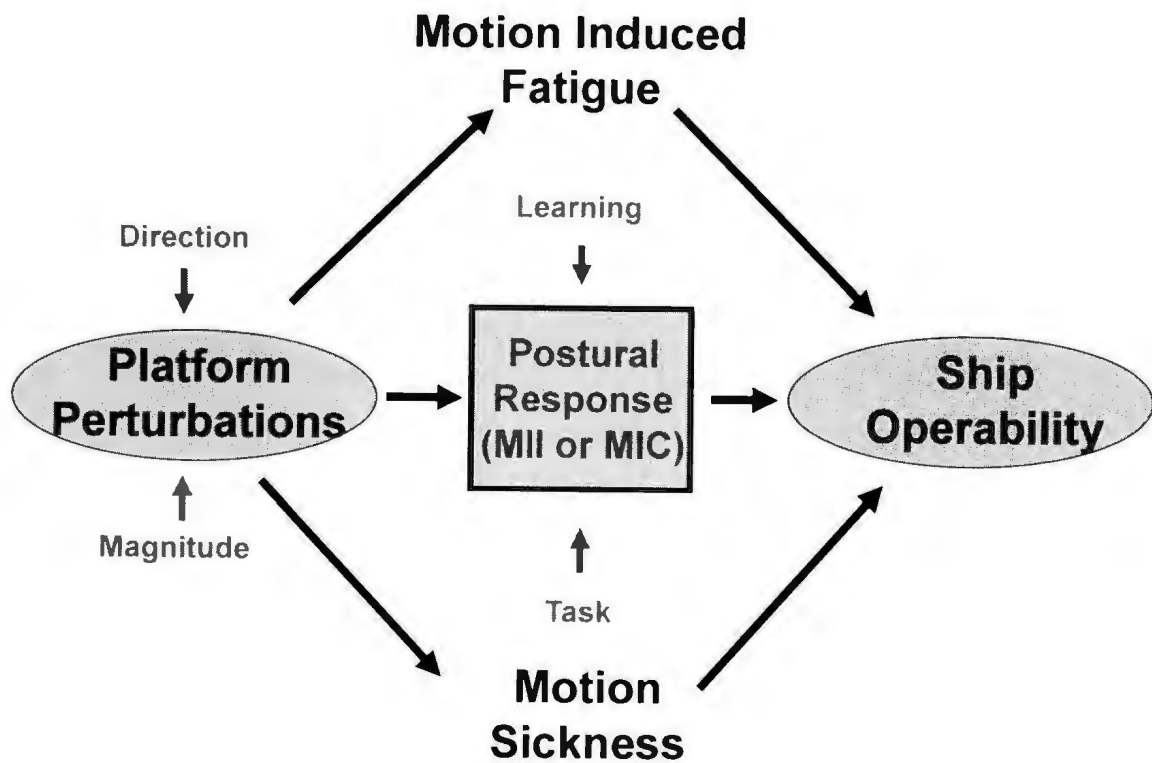 Motion Induced
Fatigue
Learning
Direction
Platform
Perturbations
Postural
Response
(MII or MIC)
Ship
Operability
Magnitude
Task
Motion
Sickness